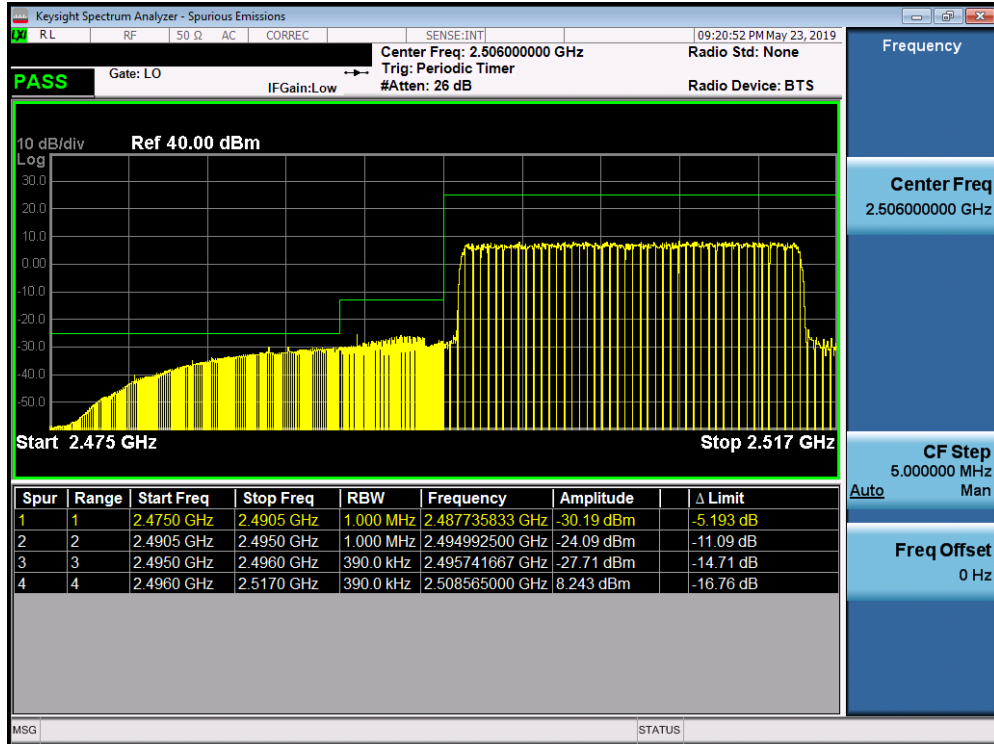 Keysight Spectrum Analyzer - Spurious Emissions
LXI RL RF 50 Ω AC CORREC SENSE:INT 09:20:52 PM May 23, 2019
Center Freq: 2.506000000 GHz Radio Std: None
PASS Gate: LO Trig: Periodic Timer
IFGain:Low #Atten: 26 dB Radio Device: BTS
10 dB/div Ref 40.00 dBm
Log
30.0
20.0
10.0
0.00
-10.0
-20.0
-30.0
-40.0
-50.0
Start 2.475 GHz Stop 2.517 GHz
Spur Range Start Freq Stop Freq RBW Frequency Amplitude Δ Limit
1 1 2.4750 GHz 2.4905 GHz 1.000 MHz 2.487735833 GHz -30.19 dBm -5.193 dB
2 2 2.4905 GHz 2.4950 GHz 1.000 MHz 2.494992500 GHz -24.09 dBm -11.09 dB
3 3 2.4950 GHz 2.4960 GHz 390.0 kHz 2.495741667 GHz -27.71 dBm -14.71 dB
4 4 2.4960 GHz 2.5170 GHz 390.0 kHz 2.508565000 GHz 8.243 dBm -16.76 dB
MSG STATUS
Frequency
Center Freq
2.506000000 GHz
CF Step
5.000000 MHz
Auto Man
Freq Offset
0 Hz